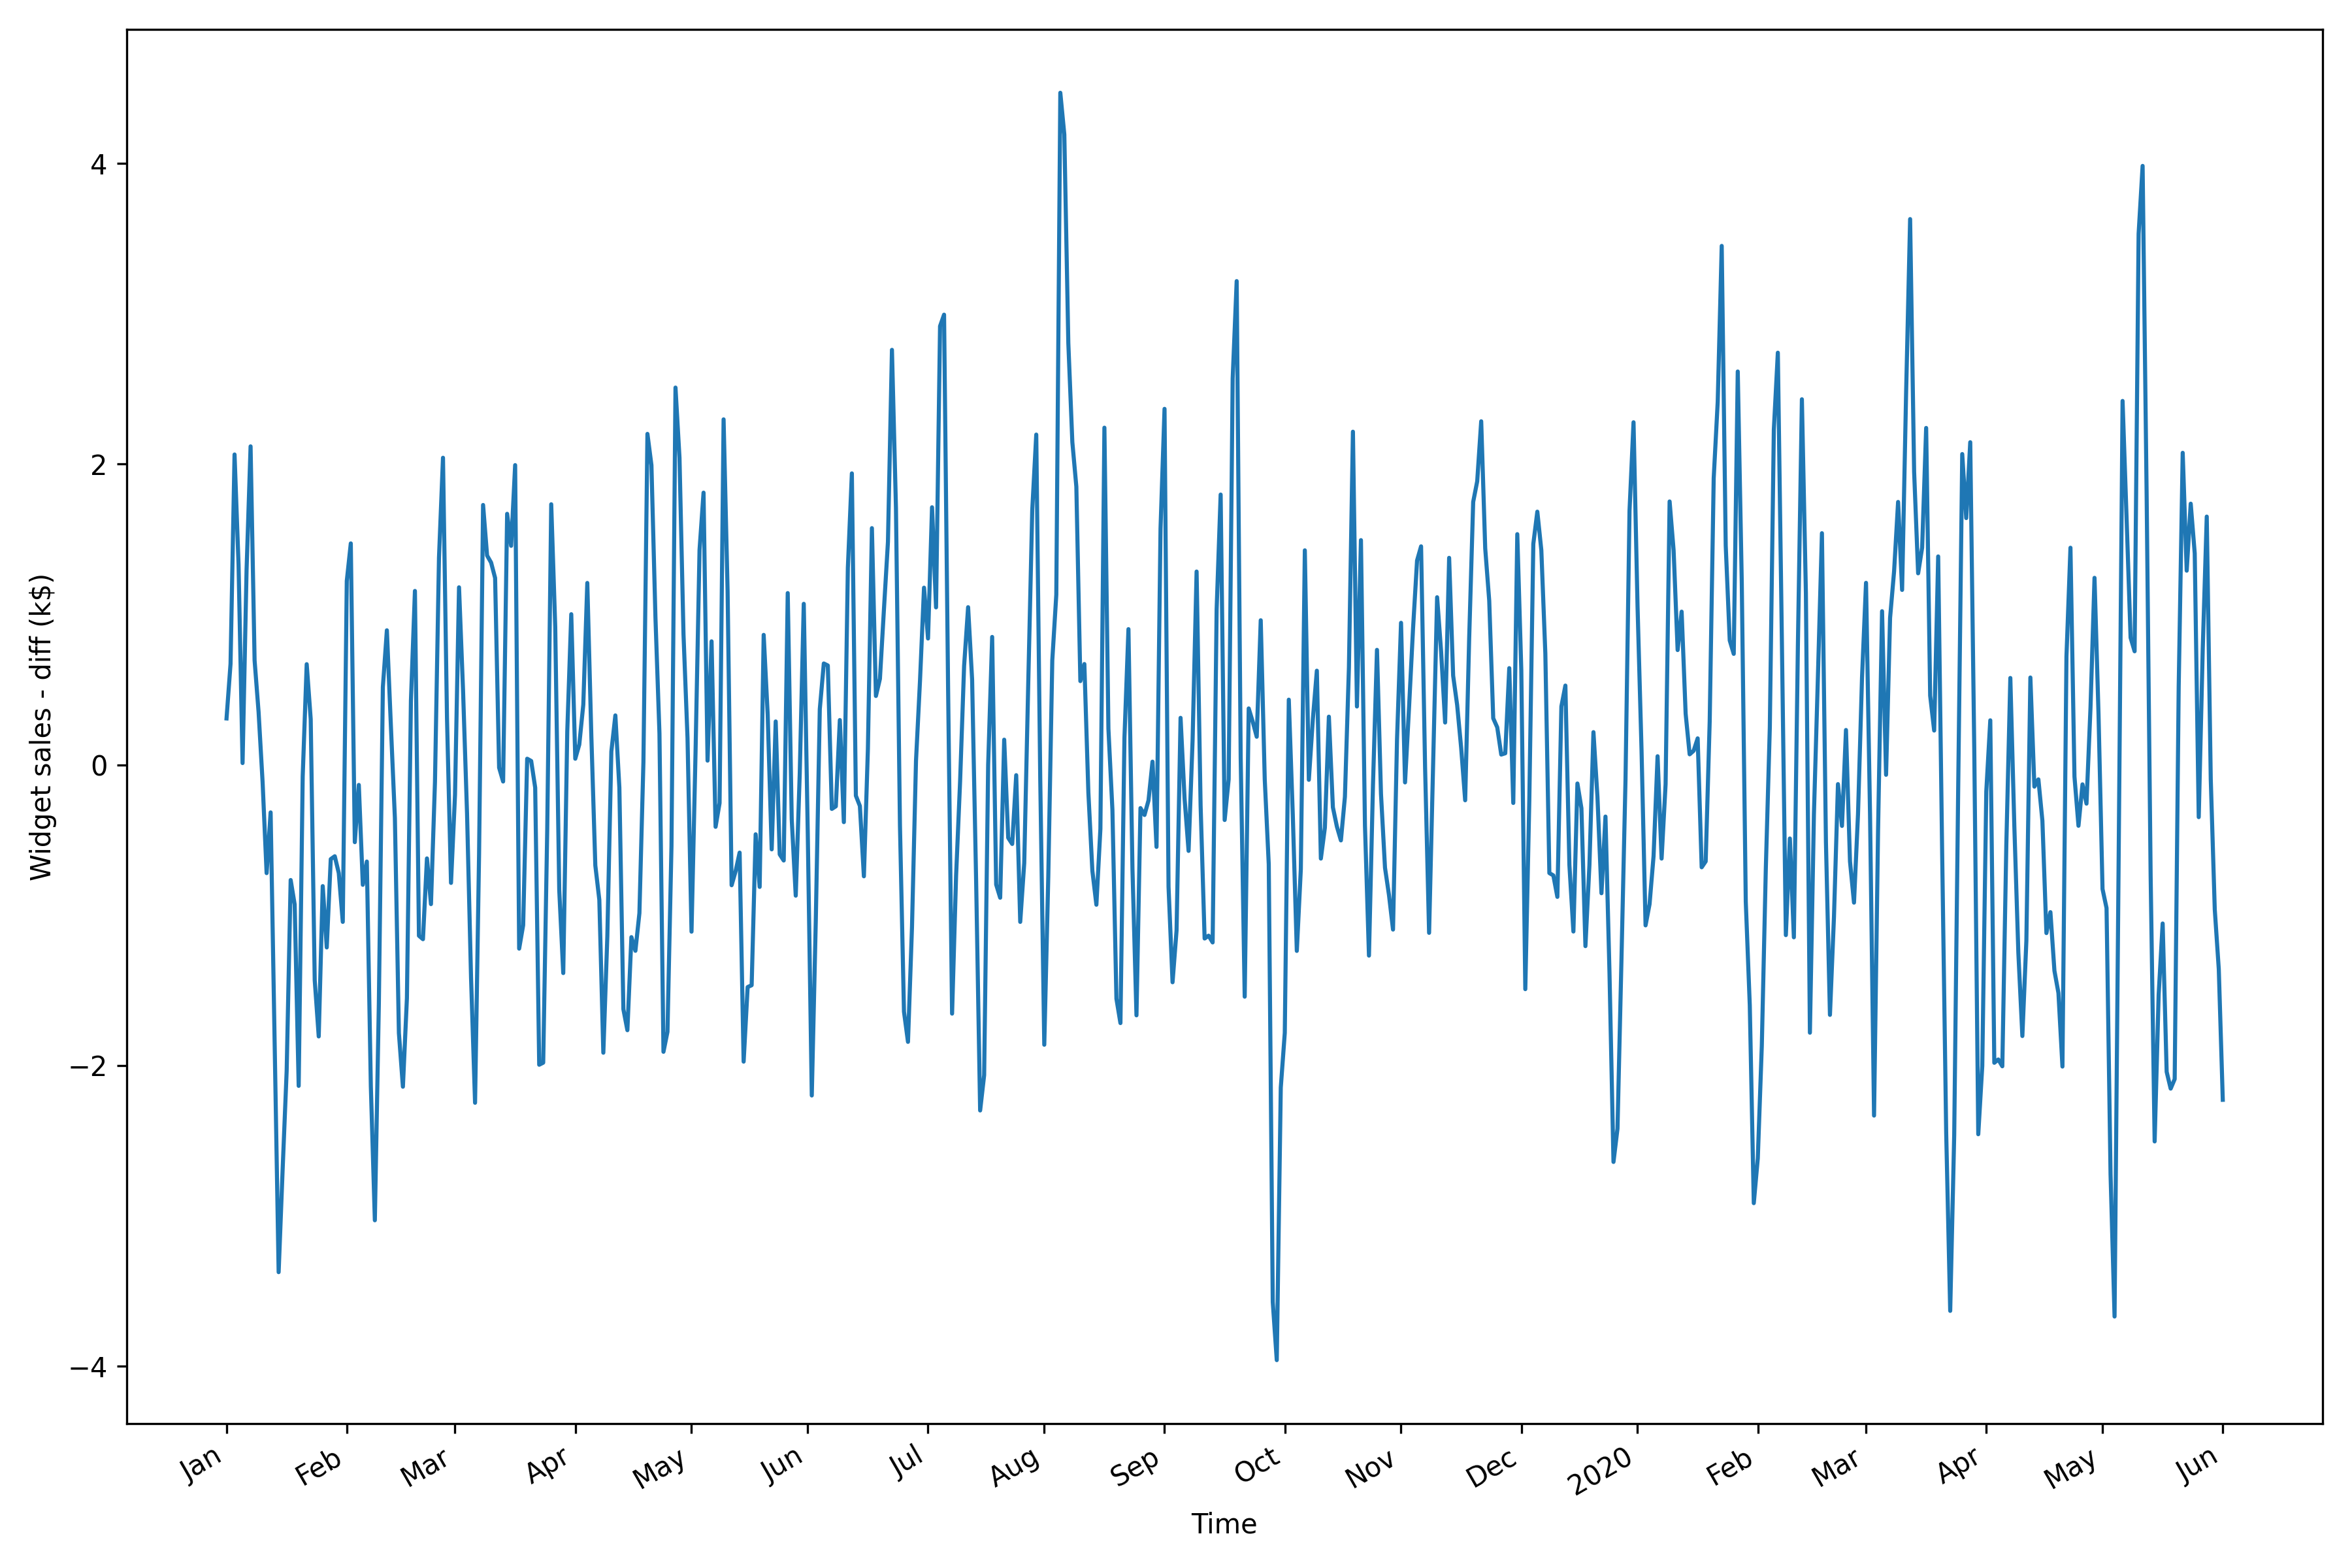 Widget sales - diff (k$)
4
2
0
−2
−4
Jan Feb Mar Apr May Jun Jul Aug Sep Oct Nov Dec 2020 Feb Mar Apr May Jun
Time